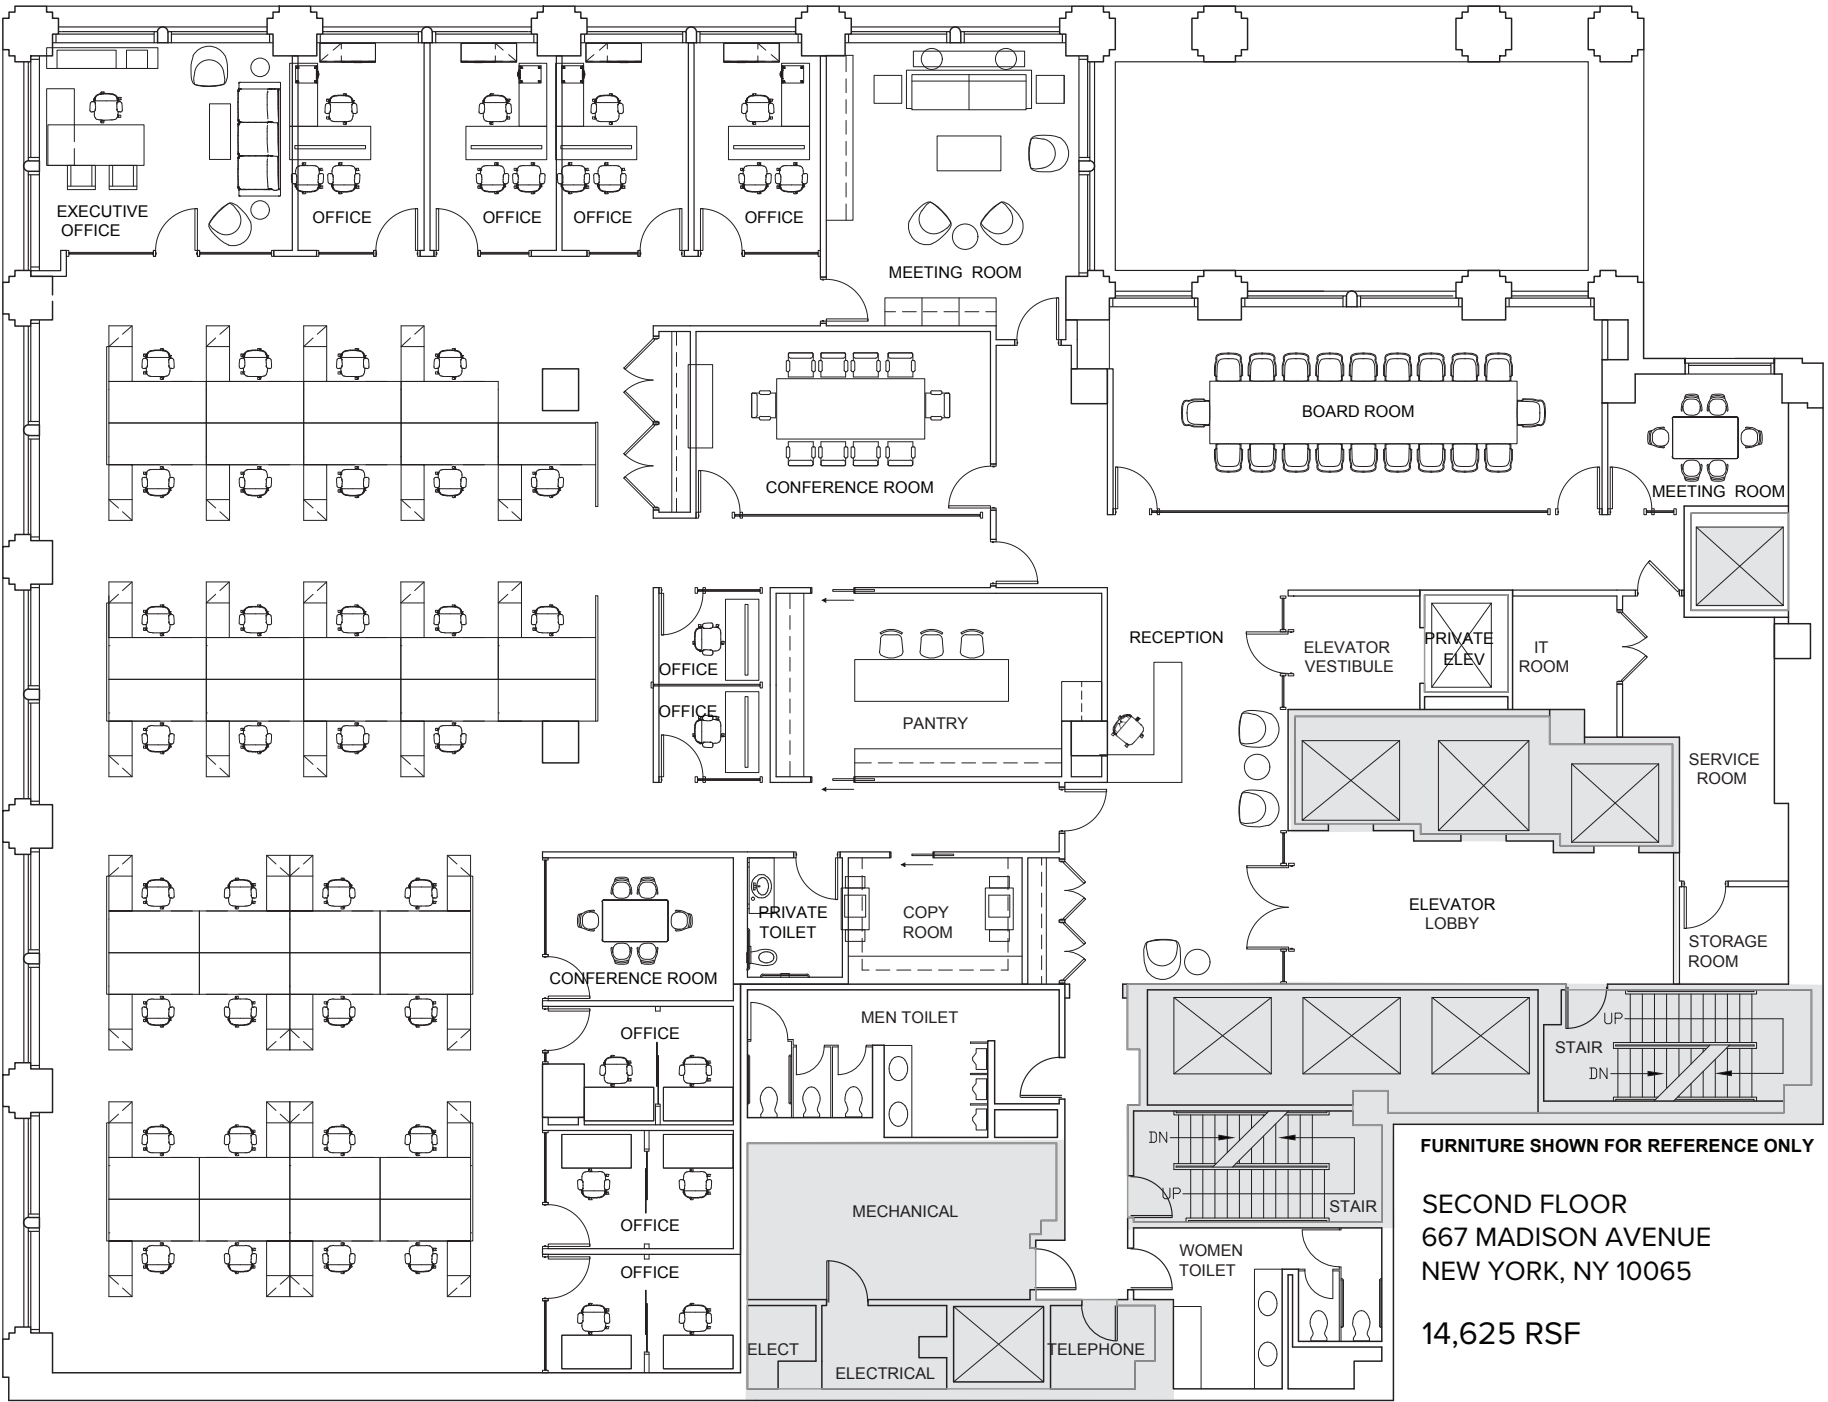 EXECUTIVE
OFFICE
OFFICE
OFFICE
OFFICE
OFFICE
MEETING ROOM
CONFERENCE ROOM
BOARD ROOM
MEETING ROOM
OFFICE
OFFICE
PANTRY
RECEPTION
ELEVATOR
VESTIBULE
PRIVATE
ELEV
IT
ROOM
SERVICE
ROOM
PRIVATE
TOILET
COPY
ROOM
ELEVATOR
LOBBY
STORAGE
ROOM
CONFERENCE ROOM
OFFICE
MEN TOILET
UP
STAIR
DN
DN
UP
STAIR
MECHANICAL
OFFICE
OFFICE
WOMEN
TOILET
ELECT
ELECTRICAL
TELEPHONE
FURNITURE SHOWN FOR REFERENCE ONLY
SECOND FLOOR
667 MADISON AVENUE
NEW YORK, NY 10065
14,625 RSF